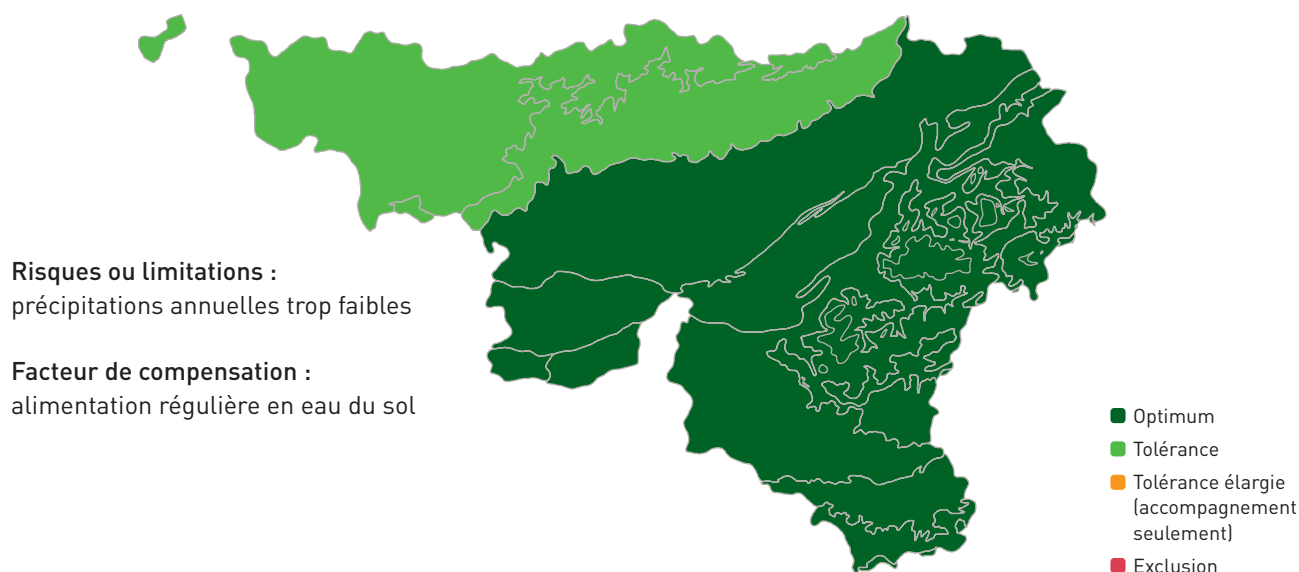 Risques ou limitations :
précipitations annuelles trop faibles
Facteur de compensation :
alimentation régulière en eau du sol
Optimum
Tolérance
Tolérance élargie
(accompagnement
seulement)
Exclusion